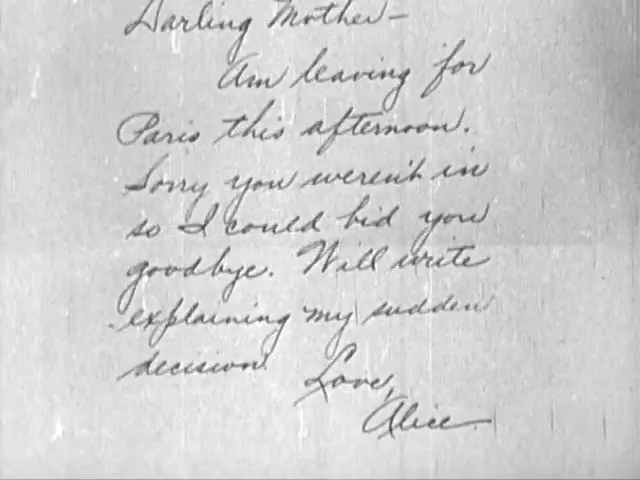 Darling Mother—
Am leaving for
Paris this afternoon.
Sorry you weren't in
so I could bid you
goodbye. Will write
explaining my sudden
decision.
Love,
Alice.